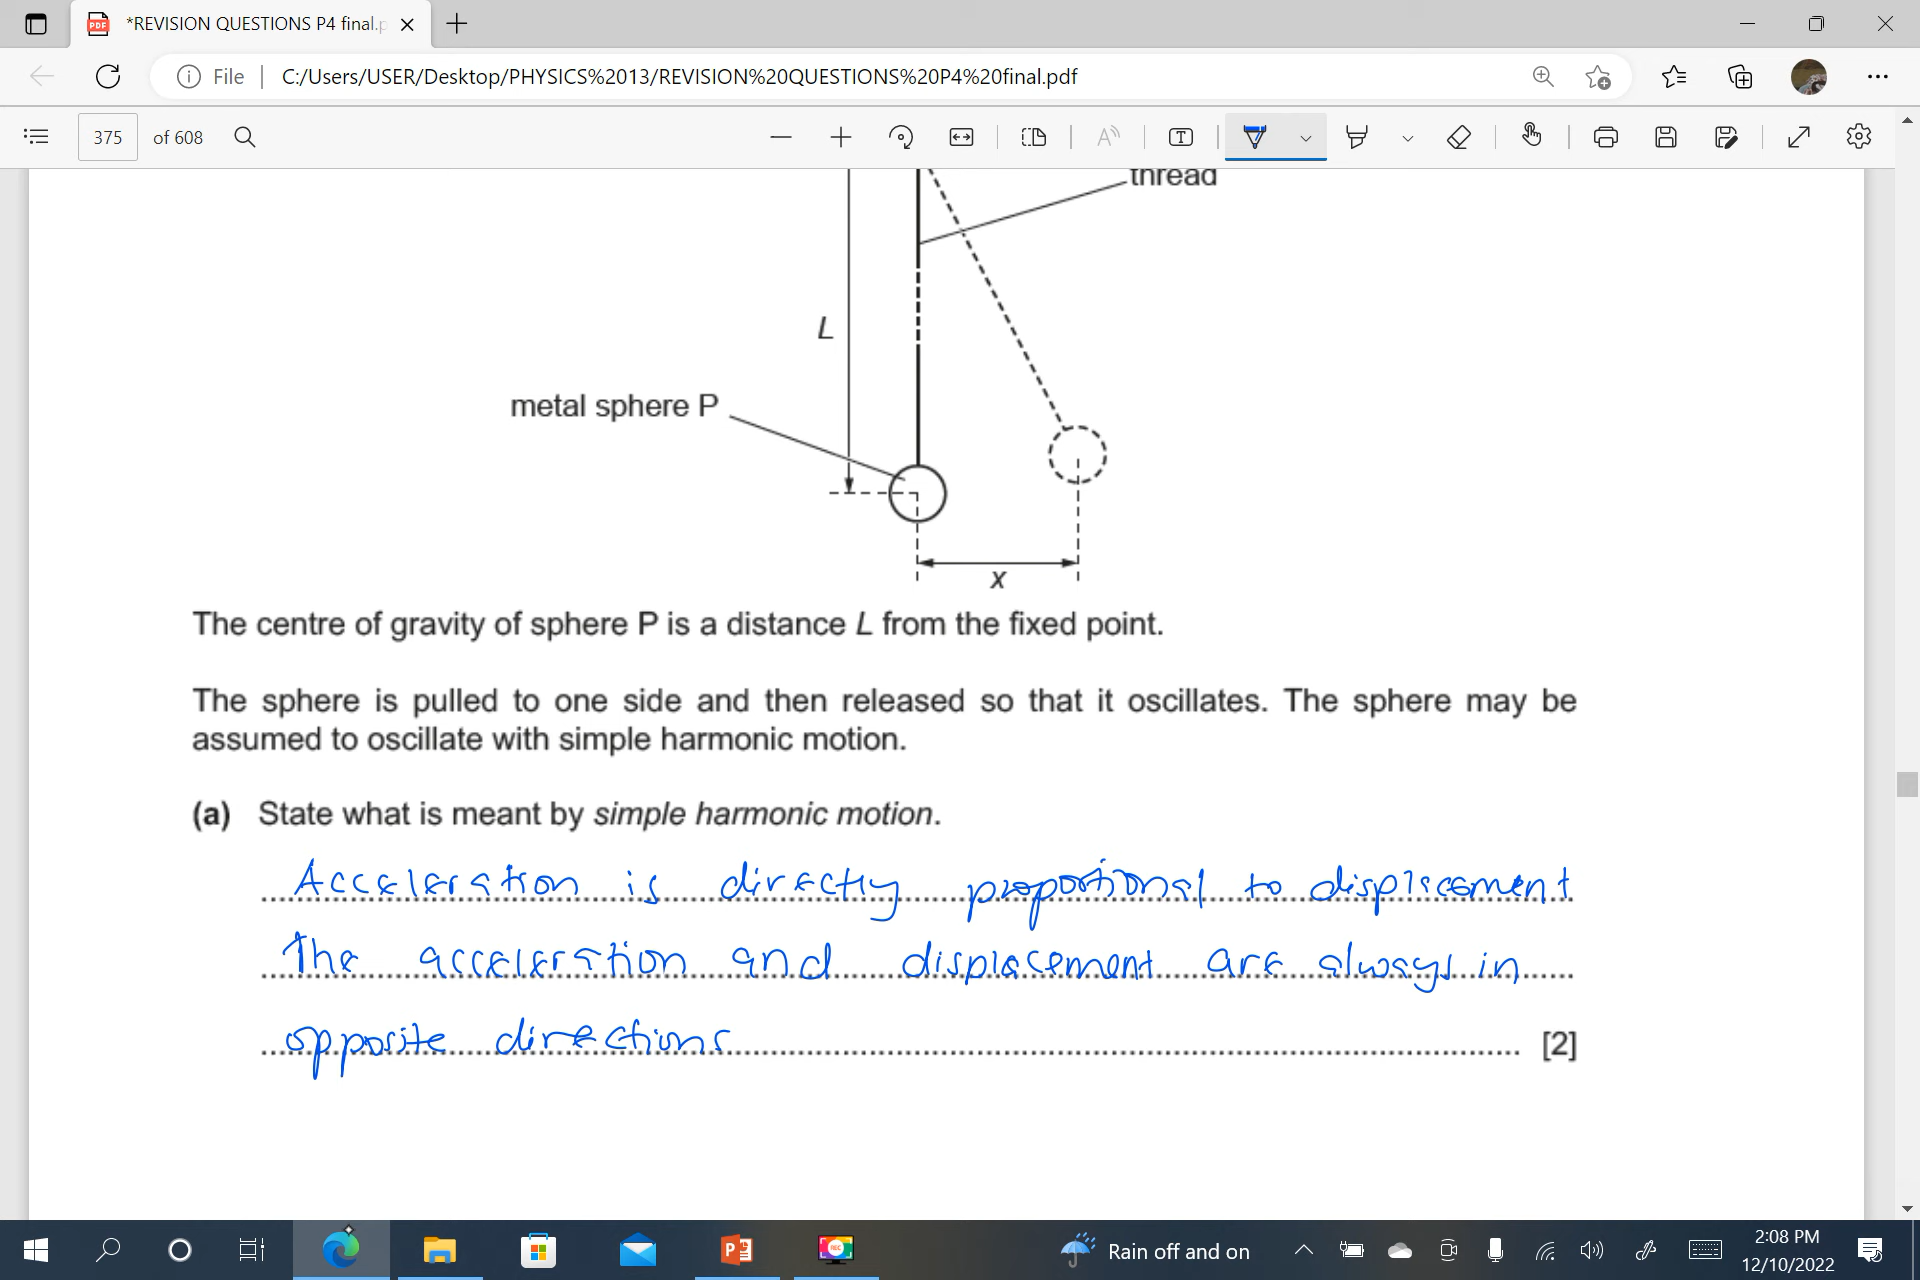 *REVISION QUESTIONS P4 final.p
File C:/Users/USER/Desktop/PHYSICS%2013/REVISION%20QUESTIONS%20P4%20final.pdf
375 of 608
thread
L
metal sphere P
x
The centre of gravity of sphere P is a distance L from the fixed point.
The sphere is pulled to one side and then released so that it oscillates. The sphere may be
assumed to oscillate with simple harmonic motion.
(a) State what is meant by simple harmonic motion.
Acceleration is directly proportional to displacement
The acceleration and displacement are always in
opposite directions [2]
Rain off and on
2:08 PM
12/10/2022